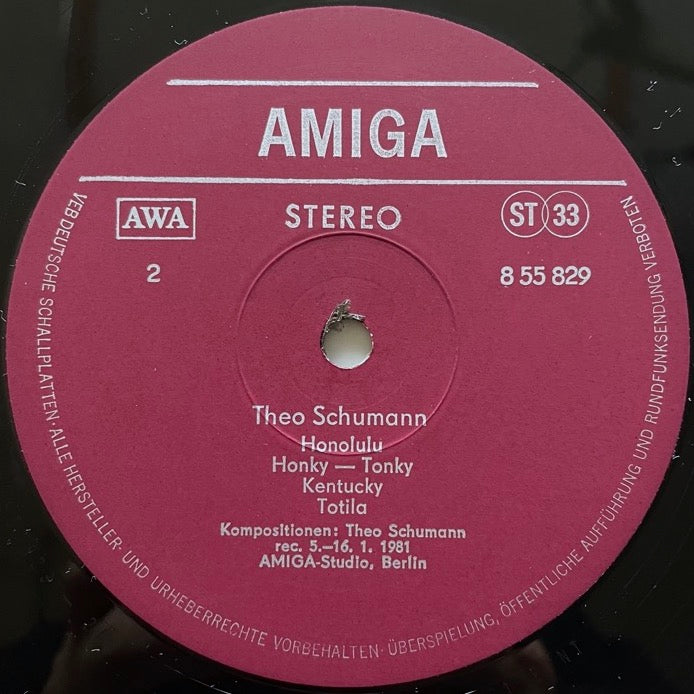 AMIGA
AWA
STEREO
ST 33
2
8 55 829
Theo Schumann
Honolulu
Honky — Tonky
Kentucky
Totila
Kompositionen: Theo Schumann
rec. 5.–16. 1. 1981
AMIGA-Studio, Berlin
VEB DEUTSCHE SCHALLPLATTEN · ALLE HERSTELLER- UND URHEBERRECHTE VORBEHALTEN · ÜBERSPIELUNG, ÖFFENTLICHE AUFFÜHRUNG UND RUNDFUNKSENDUNG VERBOTEN